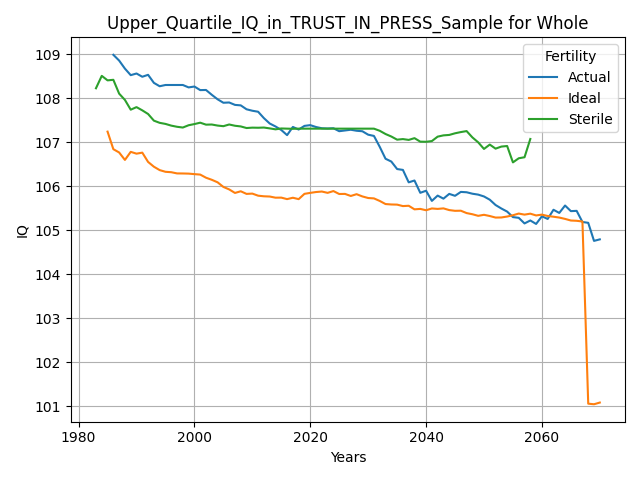 Upper_Quartile_IQ_in_TRUST_IN_PRESS_Sample for Whole
109
108
107
106
105
104
103
102
101
IQ
1980
2000
2020
2040
2060
Years
Fertility
Actual
Ideal
Sterile